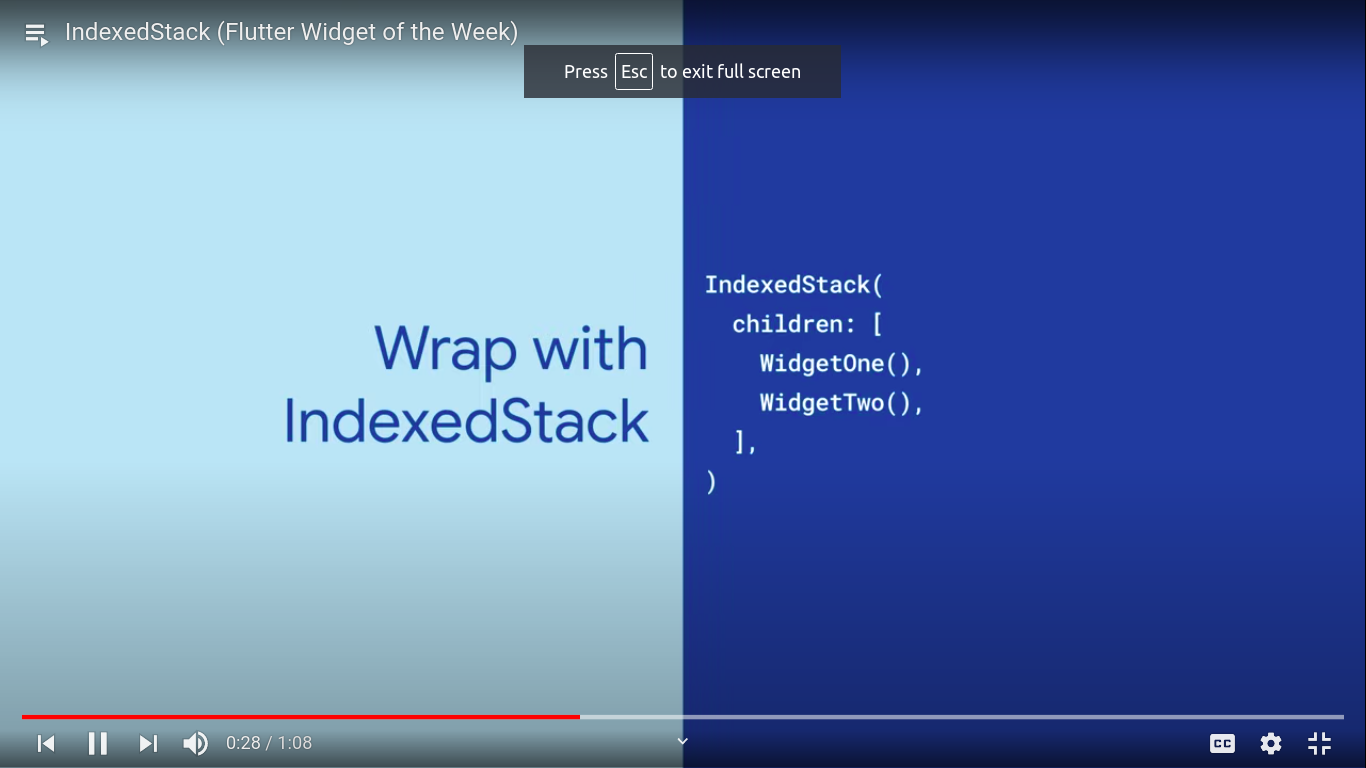 IndexedStack (Flutter Widget of the Week)
Press Esc to exit full screen
Wrap with
IndexedStack
IndexedStack(
  children: [
    WidgetOne(),
    WidgetTwo(),
  ],
)
0:28 / 1:08
CC